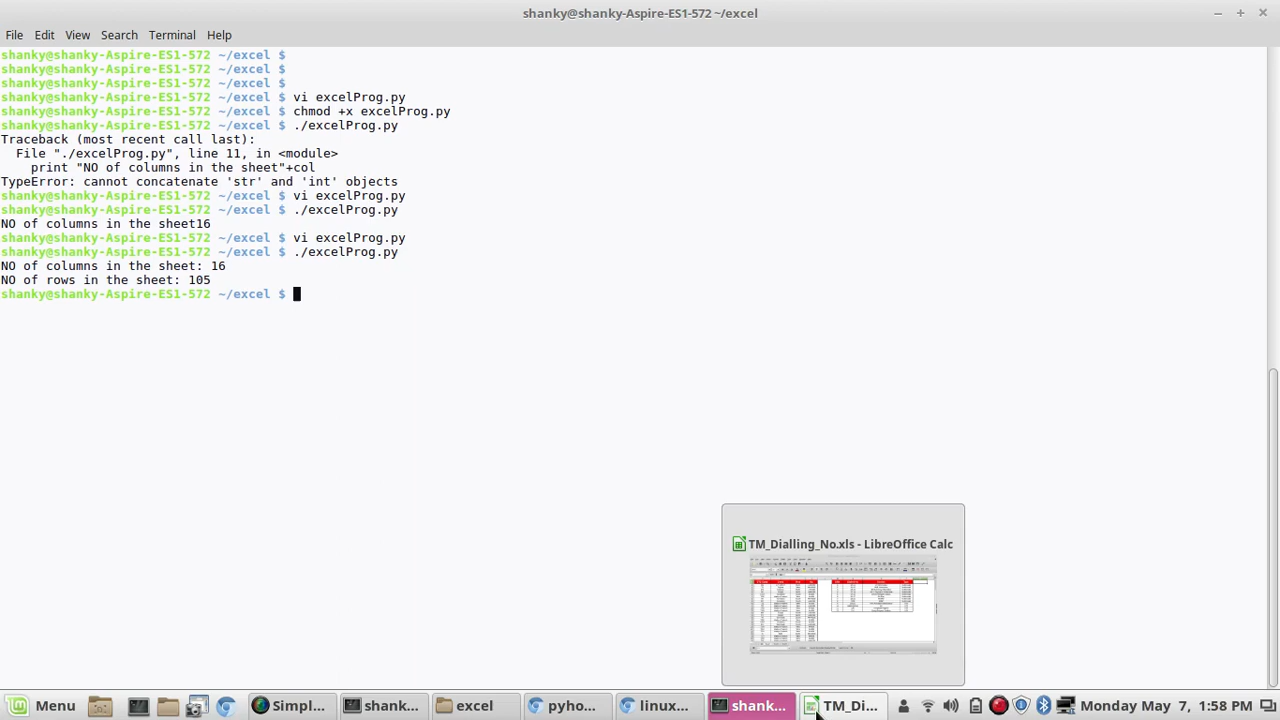 shanky@shanky-Aspire-ES1-572 ~/excel
File Edit View Search Terminal Help
shanky@shanky-Aspire-ES1-572 ~/excel $
shanky@shanky-Aspire-ES1-572 ~/excel $
shanky@shanky-Aspire-ES1-572 ~/excel $
shanky@shanky-Aspire-ES1-572 ~/excel $ vi excelProg.py
shanky@shanky-Aspire-ES1-572 ~/excel $ chmod +x excelProg.py
shanky@shanky-Aspire-ES1-572 ~/excel $ ./excelProg.py
Traceback (most recent call last):
  File "./excelProg.py", line 11, in <module>
    print "NO of columns in the sheet"+col
TypeError: cannot concatenate 'str' and 'int' objects
shanky@shanky-Aspire-ES1-572 ~/excel $ vi excelProg.py
shanky@shanky-Aspire-ES1-572 ~/excel $ ./excelProg.py
NO of columns in the sheet16
shanky@shanky-Aspire-ES1-572 ~/excel $ vi excelProg.py
shanky@shanky-Aspire-ES1-572 ~/excel $ ./excelProg.py
NO of columns in the sheet: 16
NO of rows in the sheet: 105
shanky@shanky-Aspire-ES1-572 ~/excel $
TM_Dialling_No.xls - LibreOffice Calc
Menu Simpl... shank... excel pyho... linux... shank... TM_Di... Monday May 7, 1:58 PM